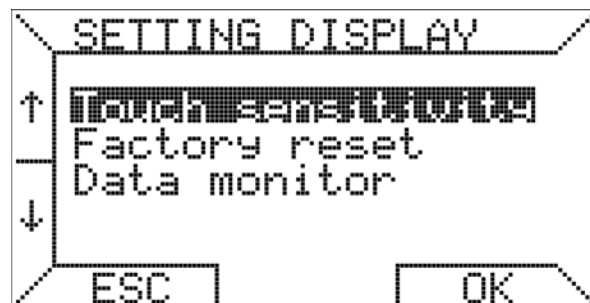 SETTING DISPLAY
Touch sensitivity
Factory reset
Data monitor
ESC OK